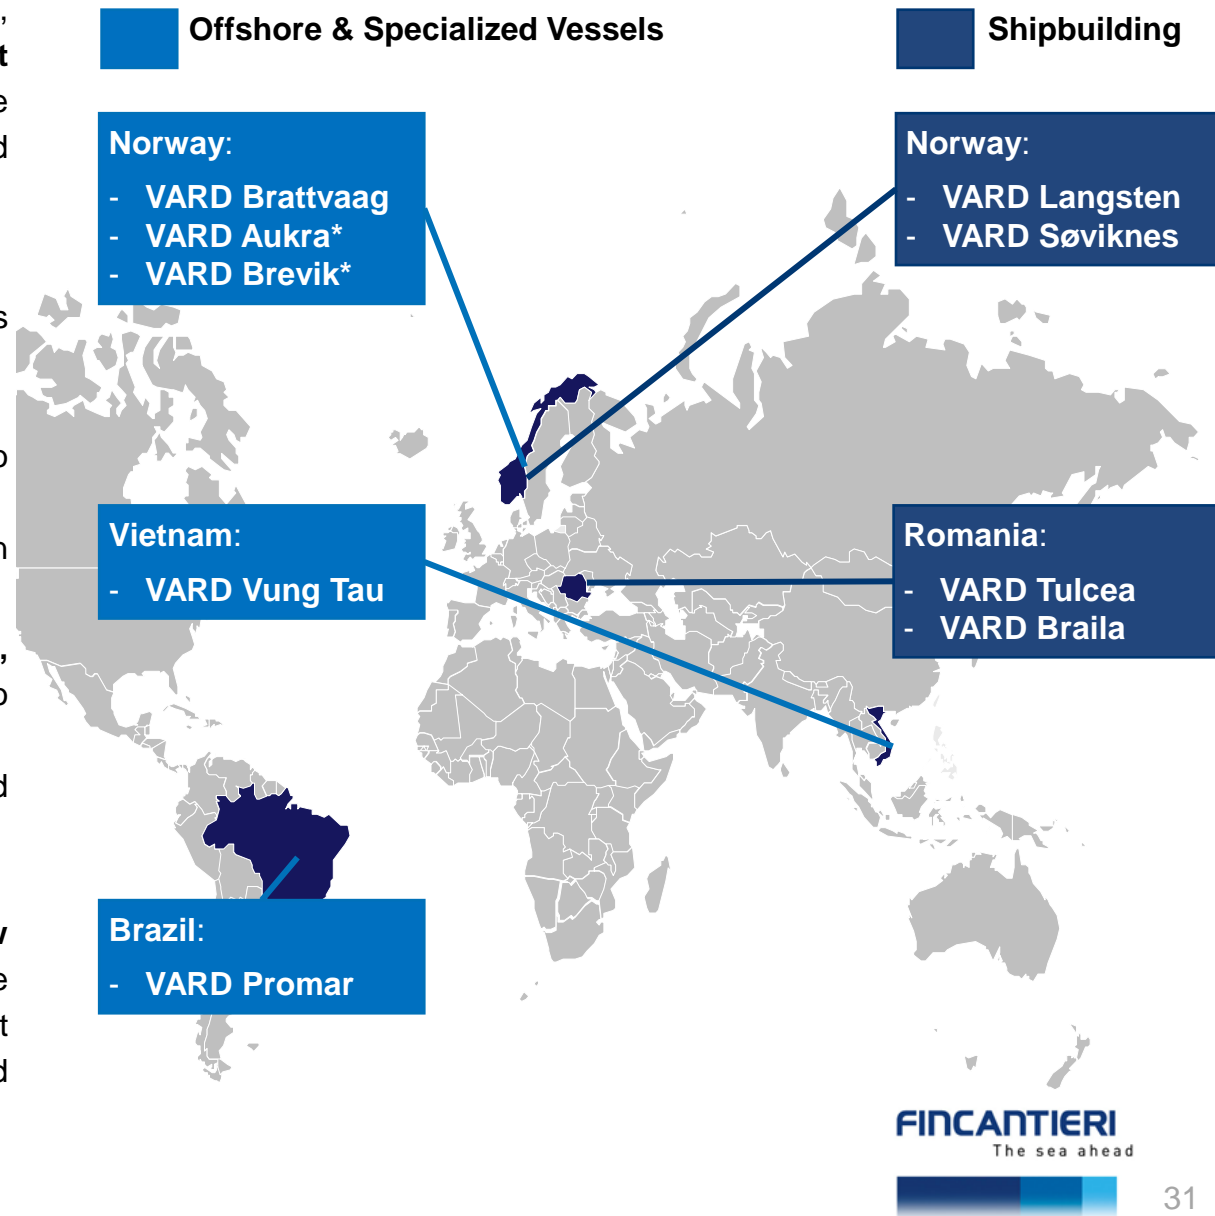 Offshore & Specialized Vessels
Shipbuilding
,
t
e
d
s
o
n
,
o
d
e
t
d
Norway:
- VARD Brattvaag
- VARD Aukra*
- VARD Brevik*
Norway:
- VARD Langsten
- VARD Søviknes
Vietnam:
- VARD Vung Tau
Romania:
- VARD Tulcea
- VARD Braila
Brazil:
- VARD Promar
FINCANTIERI
The sea ahead
31